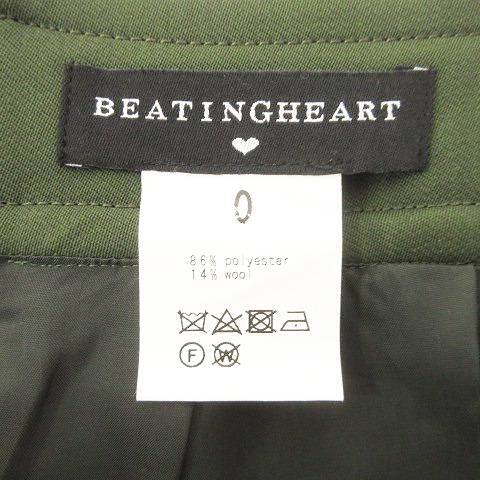 BEATINGHEART
0
86% polyester
14% wool
F W